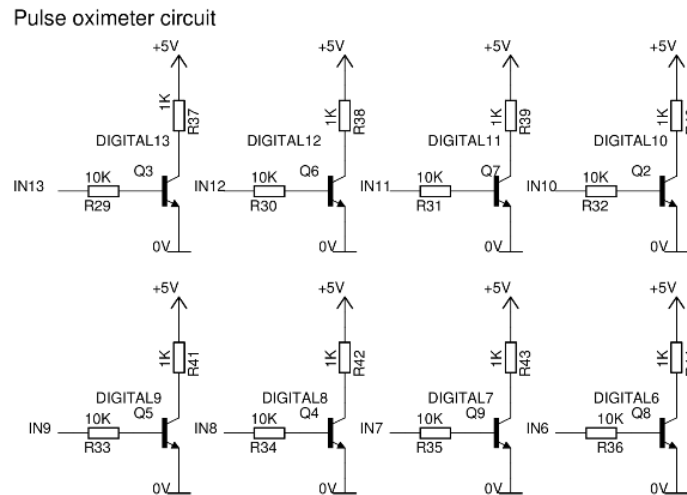 Pulse oximeter circuit
+5V +5V +5V +5V
1K R37 1K R38 1K R39 1K
DIGITAL13 DIGITAL12 DIGITAL11 DIGITAL10
IN13 10K Q3 IN12 10K Q6 IN11 10K Q7 IN10 10K Q2
R29 R30 R31 R32
0V 0V 0V 0V
+5V +5V +5V +5V
1K R41 1K R42 1K R43 1K
DIGITAL9 DIGITAL8 DIGITAL7 DIGITAL6
IN9 10K Q5 IN8 10K Q4 IN7 10K Q9 IN6 10K Q8
R33 R34 R35 R36
0V 0V 0V 0V